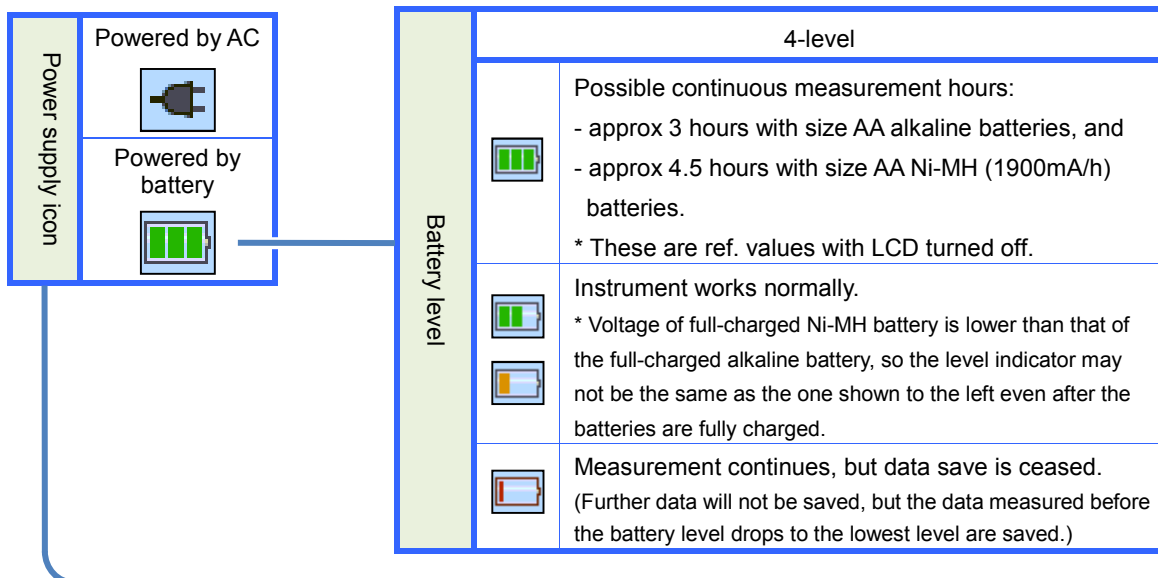 Power supply icon
Powered by AC
Powered by
battery
Battery level
4-level
Possible continuous measurement hours:
- approx 3 hours with size AA alkaline batteries, and
- approx 4.5 hours with size AA Ni-MH (1900mA/h)
batteries.
* These are ref. values with LCD turned off.
Instrument works normally.
* Voltage of full-charged Ni-MH battery is lower than that of
the full-charged alkaline battery, so the level indicator may
not be the same as the one shown to the left even after the
batteries are fully charged.
Measurement continues, but data save is ceased.
(Further data will not be saved, but the data measured before
the battery level drops to the lowest level are saved.)